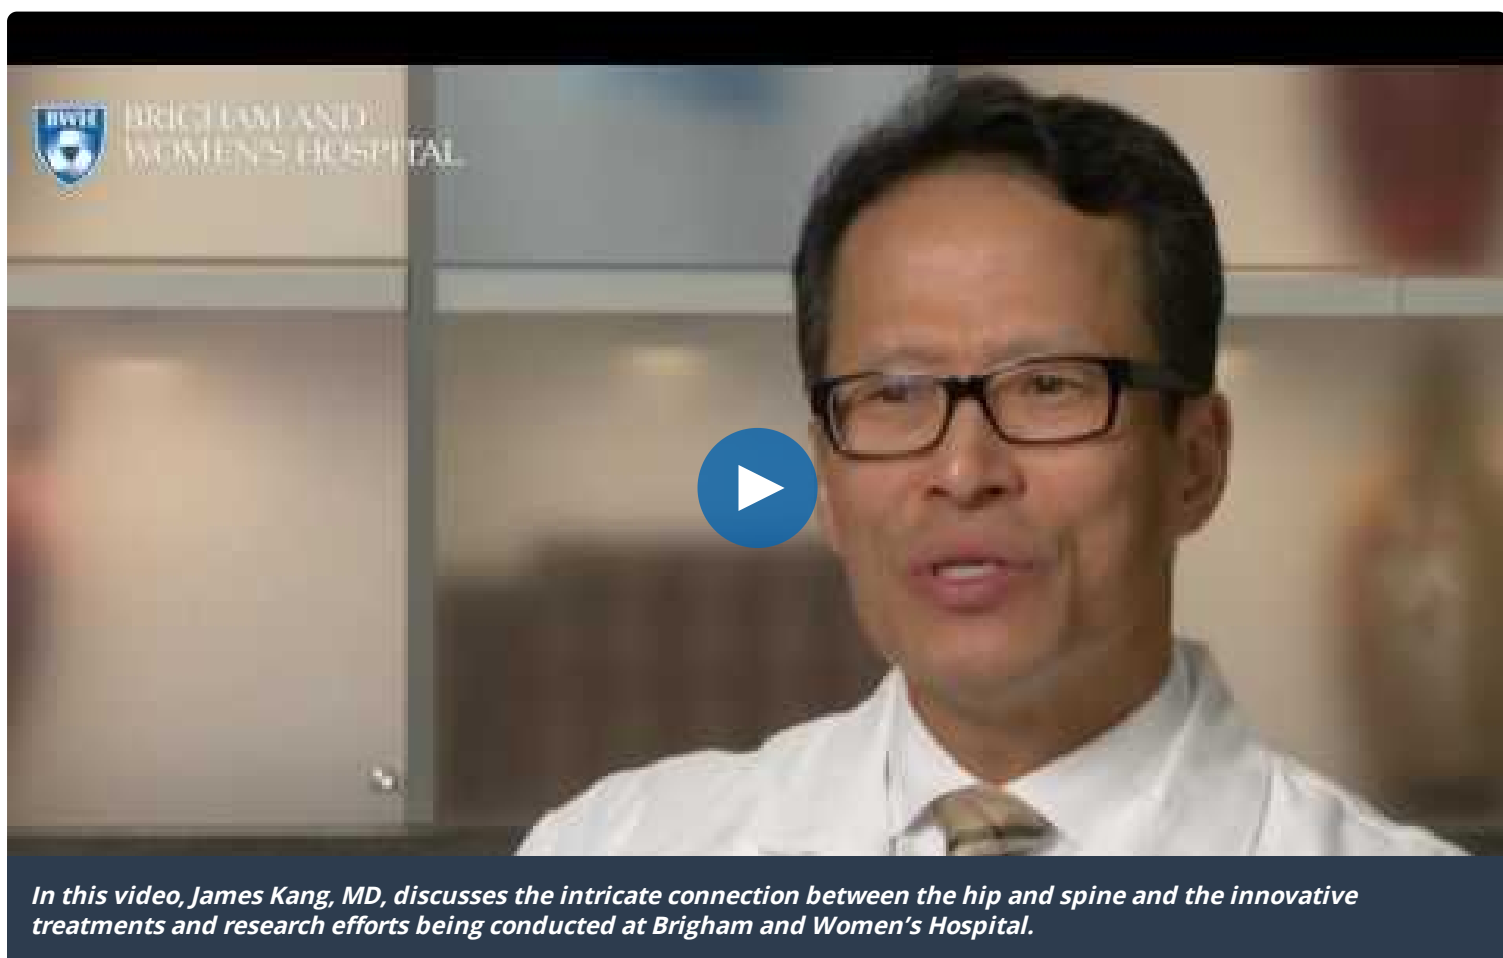 BWH
BRIGHAM AND
WOMEN'S HOSPITAL
In this video, James Kang, MD, discusses the intricate connection between the hip and spine and the innovative
treatments and research efforts being conducted at Brigham and Women’s Hospital.